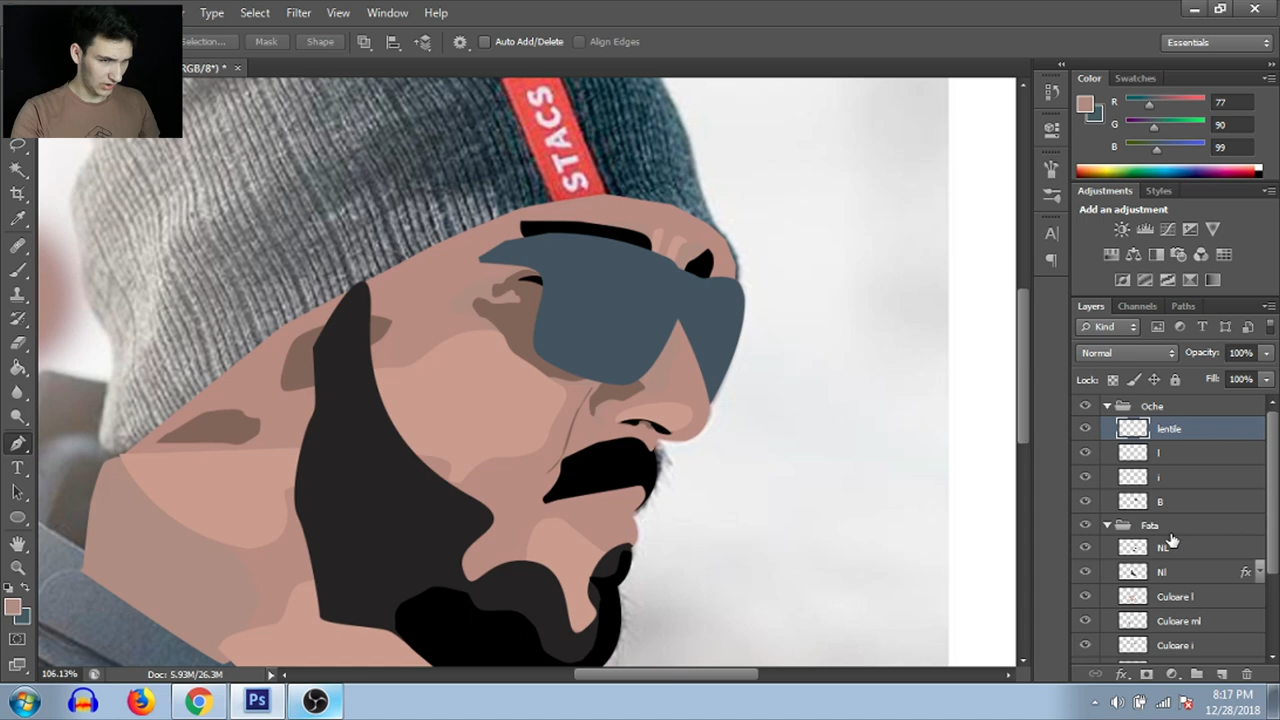 Type Select Filter View Window Help
Selection... Mask Shape Auto Add/Delete Align Edges Essentials
RGB/8*) * ×
Color Swatches
R 77
G 90
B 99
Adjustments Styles
Add an adjustment
Layers Channels Paths
Kind
Normal Opacity: 100%
Lock: Fill: 100%
Oche
lentile
l
i
B
Fata
NL
Nl fx
Culoare l
Culoare ml
Culoare i
STACS
106.13% Doc: 5.93M/26.3M
Ps
8:17 PM
12/28/2018